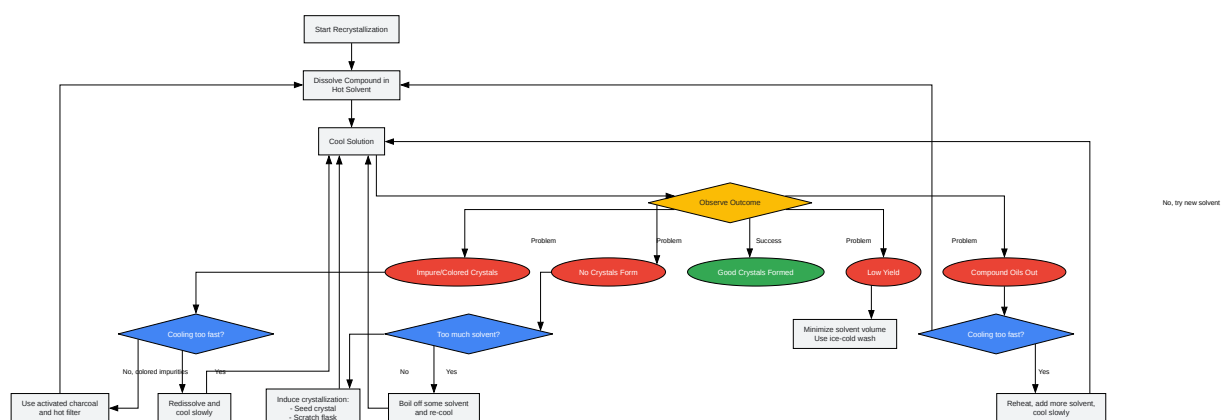 Start Recrystallization
Dissolve Compound in
Hot Solvent
Cool Solution
Observe Outcome
No, try new solvent
Problem
Problem
Success
Problem
Problem
Impure/Colored Crystals
No Crystals Form
Good Crystals Formed
Low Yield
Compound Oils Out
Cooling too fast?
Too much solvent?
Minimize solvent volume
Use ice-cold wash
Cooling too fast?
No, colored impurities
Yes
No
Yes
Yes
Use activated charcoal
and hot filter
Redissolve and
cool slowly
Induce crystallization:
- Seed crystal
- Scratch flask
Boil off some solvent
and re-cool
Reheat, add more solvent,
cool slowly